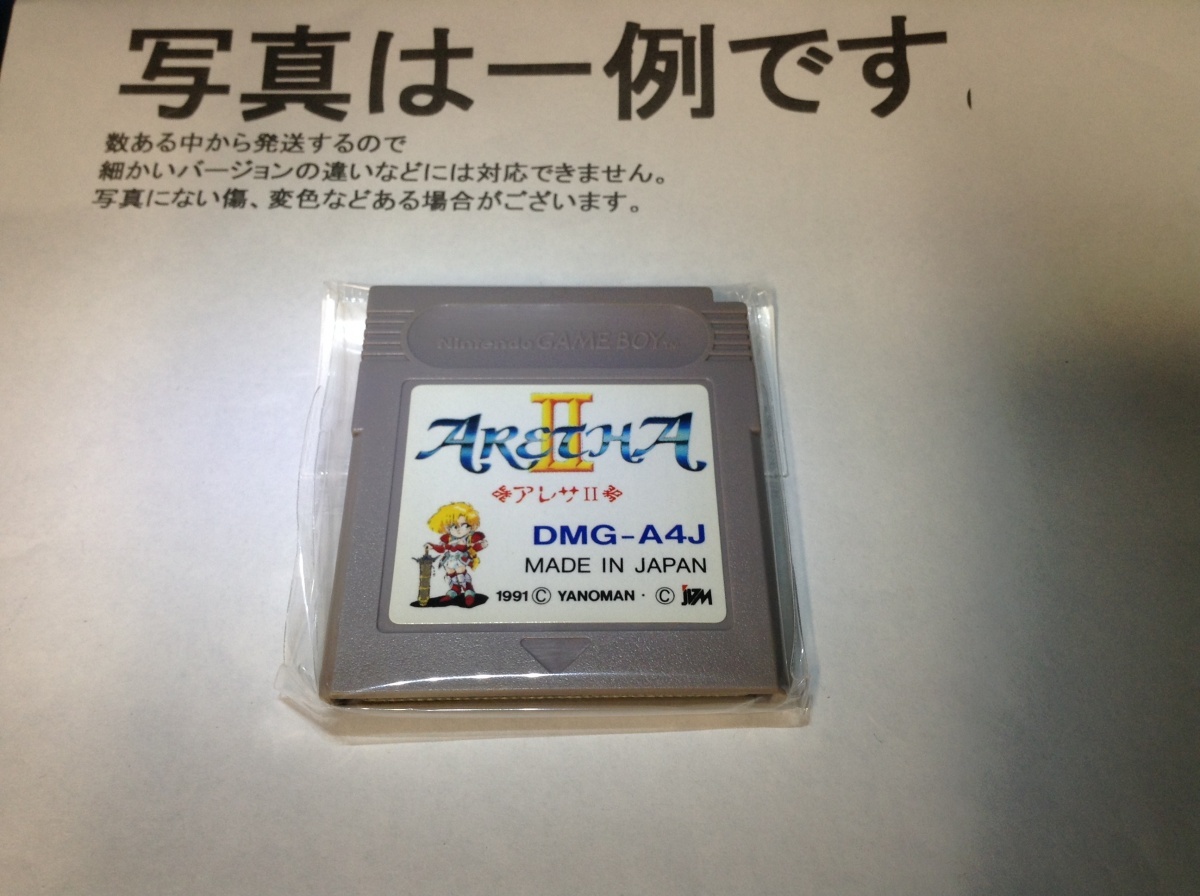 写真は一例です。
数ある中から発送するので
細かいバージョンの違いなどには対応できません。
写真にない傷、変色などある場合がございます。
Nintendo GAME BOY TM
II
ARETHA
アレサII
DMG-A4J
MADE IN JAPAN
1991 © YANOMAN・© JVM